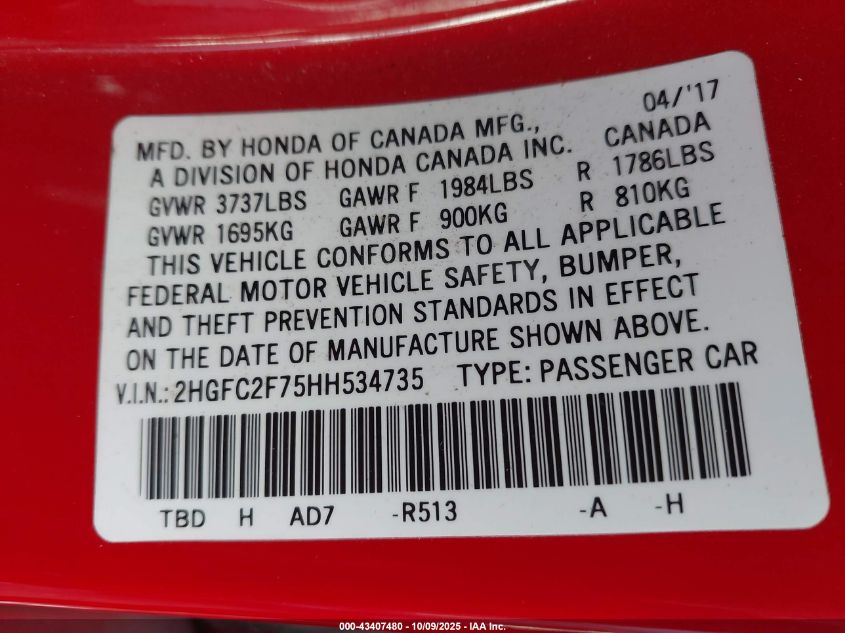 04/'17
MFD. BY HONDA OF CANADA MFG., CANADA
A DIVISION OF HONDA CANADA INC.
GVWR 3737LBS GAWR F 1984LBS R 1786LBS
GVWR 1695KG GAWR F 900KG R 810KG
THIS VEHICLE CONFORMS TO ALL APPLICABLE
FEDERAL MOTOR VEHICLE SAFETY, BUMPER,
AND THEFT PREVENTION STANDARDS IN EFFECT
ON THE DATE OF MANUFACTURE SHOWN ABOVE.
V.I.N.: 2HGFC2F75HH534735 TYPE: PASSENGER CAR
TBD H AD7 -R513 -A -H
000-43407480 - 10/09/2025 - IAA Inc.